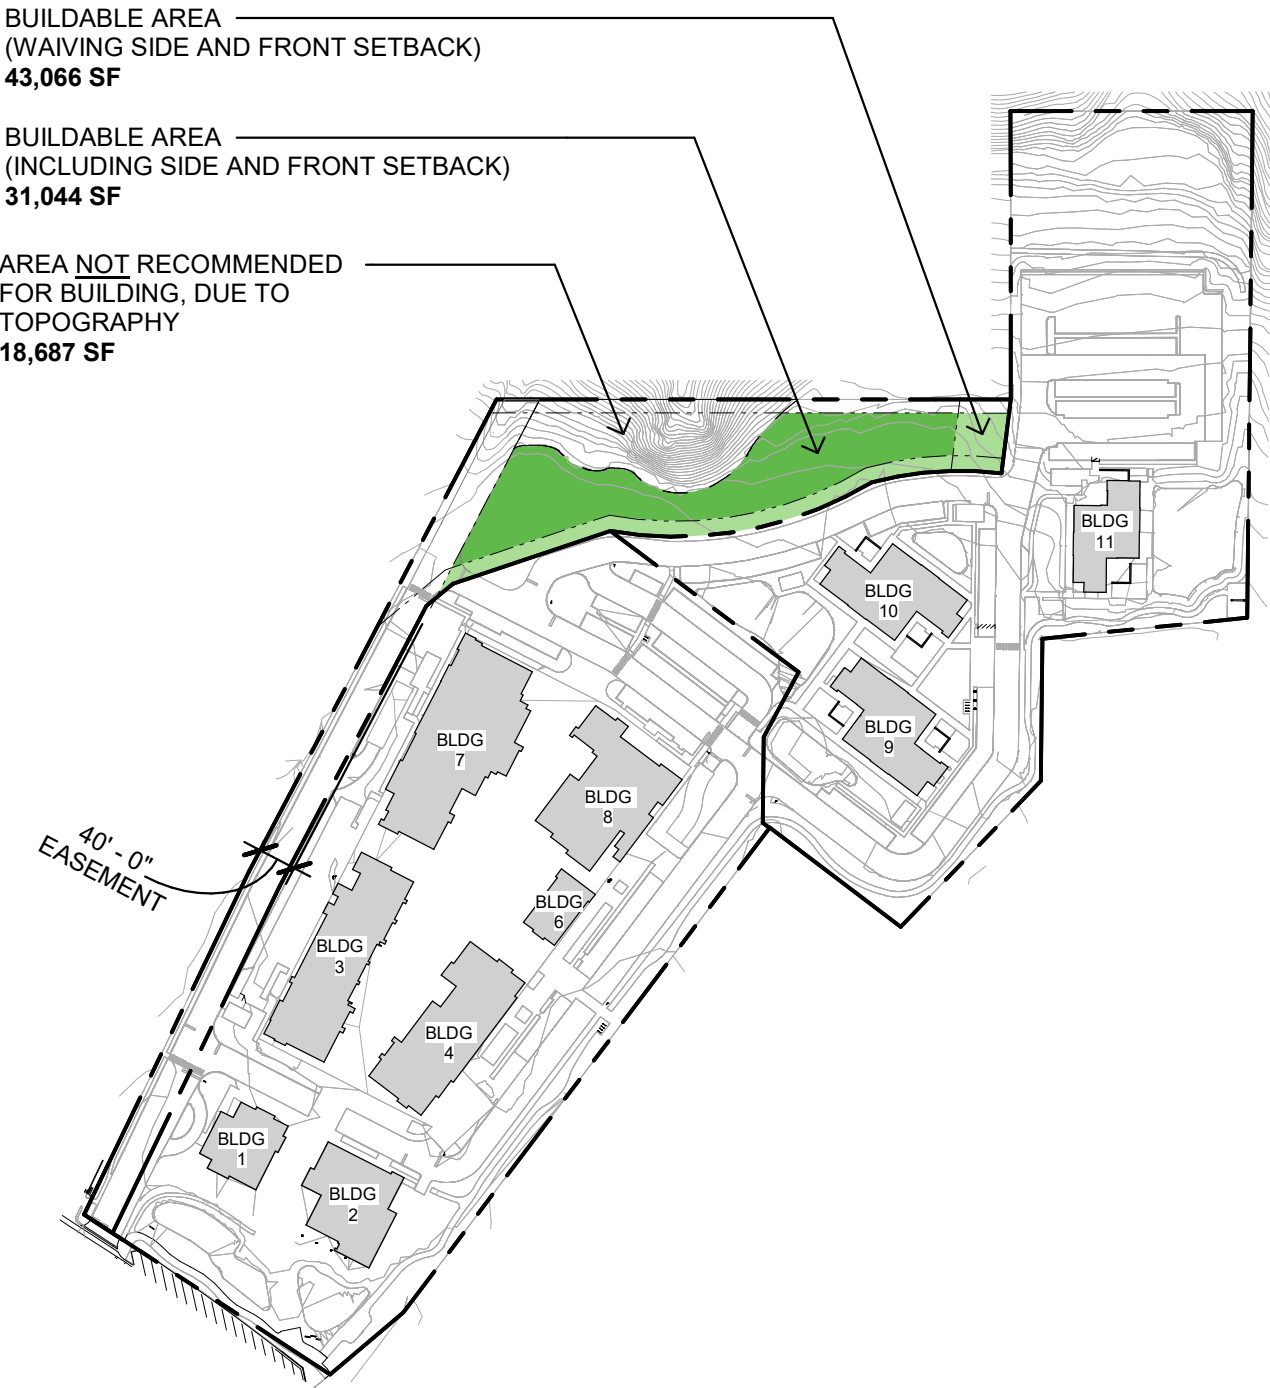 BUILDABLE AREA
(WAIVING SIDE AND FRONT SETBACK)
43,066 SF
BUILDABLE AREA
(INCLUDING SIDE AND FRONT SETBACK)
31,044 SF
AREA NOT RECOMMENDED
FOR BUILDING, DUE TO
TOPOGRAPHY
18,687 SF
BLDG
11
BLDG
10
BLDG
9
BLDG
7
BLDG
8
40' - 0"
EASEMENT
BLDG
6
BLDG
3
BLDG
4
BLDG
1
BLDG
2